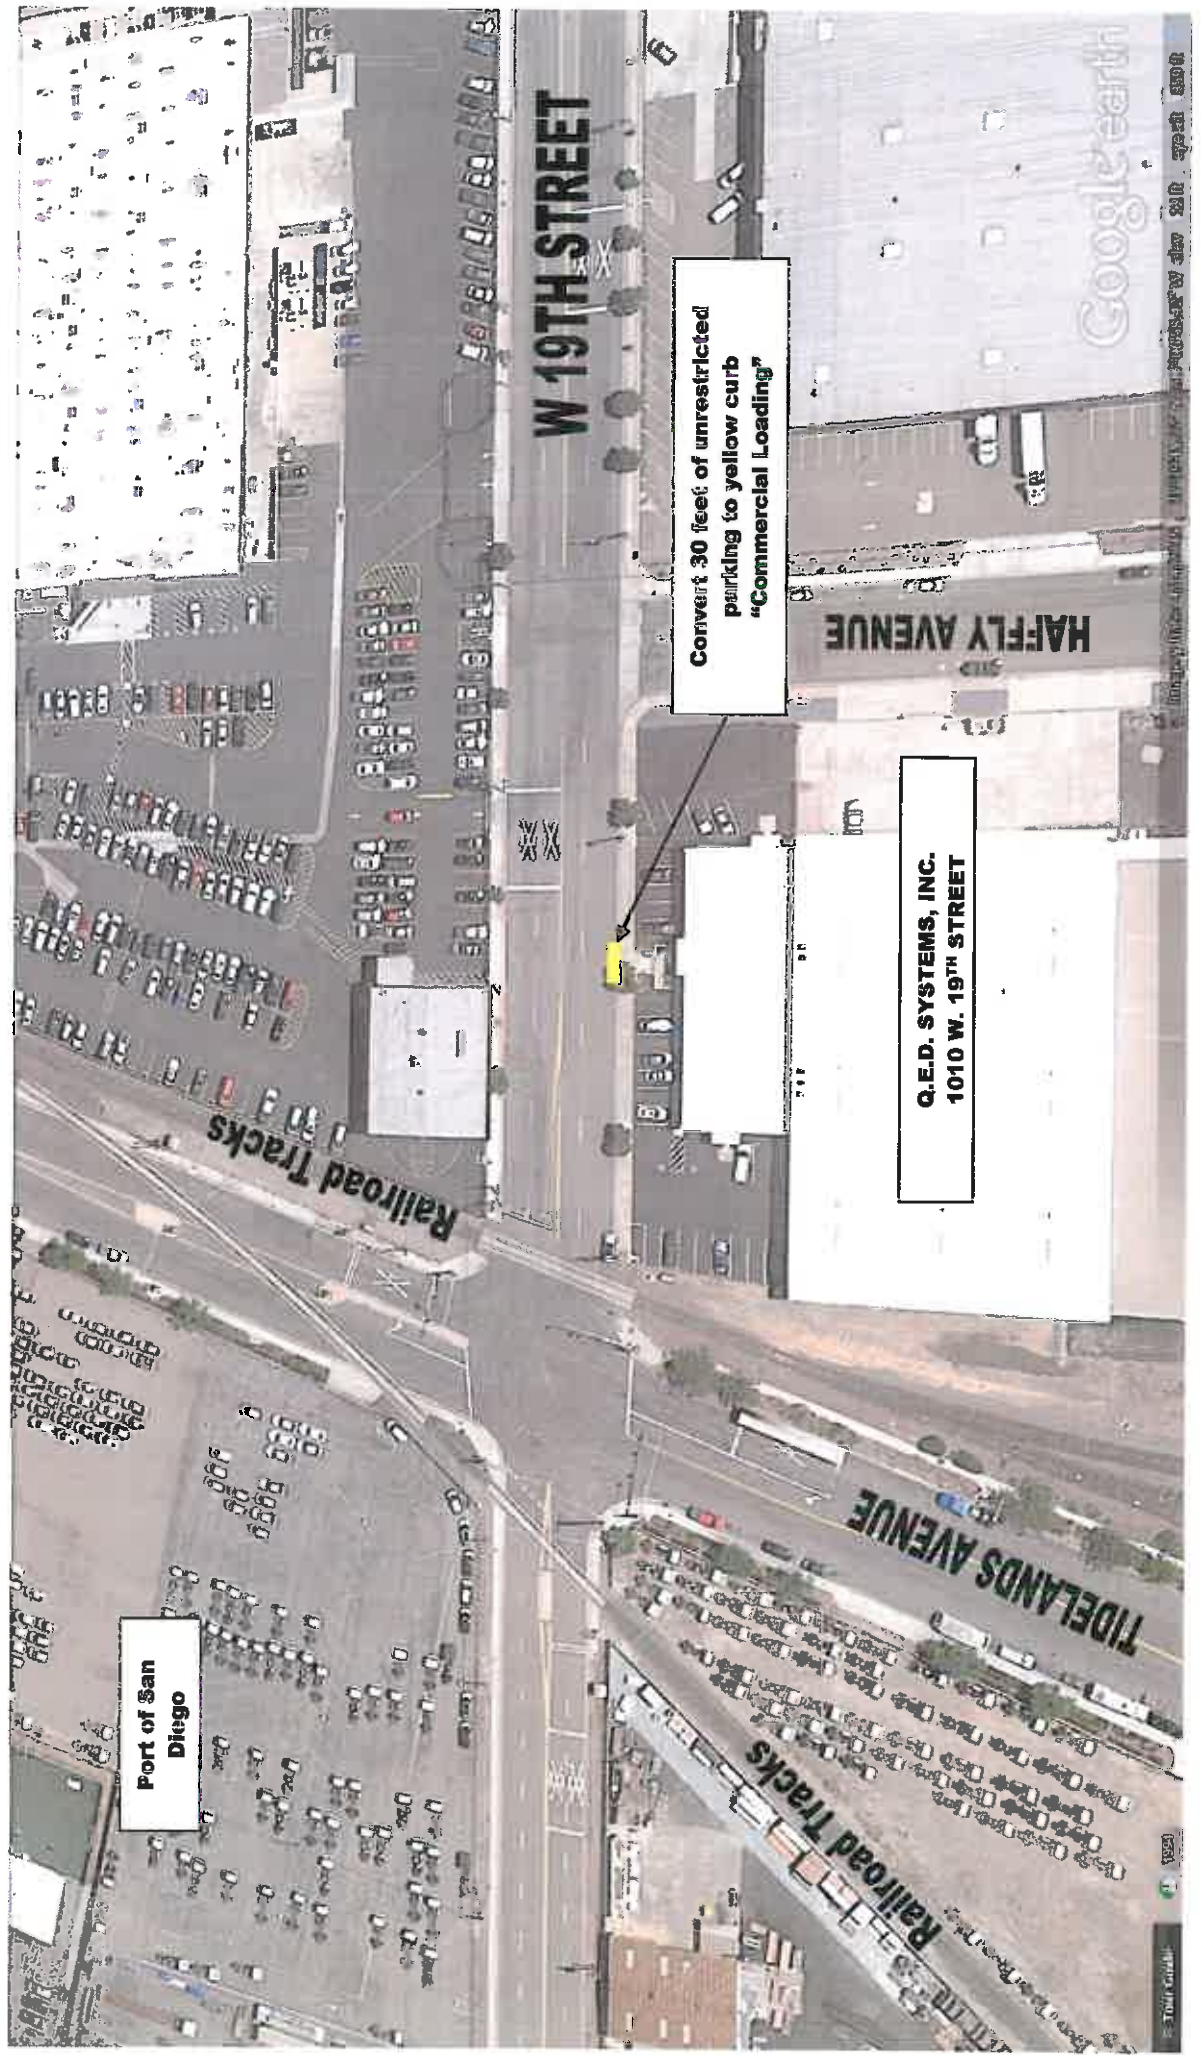 W 19TH STREET
Convert 30 feet of unrestricted
parking to yellow curb
"Commercial Loading"
HAFFLY AVENUE
Q.E.D. SYSTEMS, INC.
1010 W. 19TH STREET
Railroad Tracks
TIDELANDS AVENUE
Port of San
Diego
Railroad Tracks
Google earth
1994